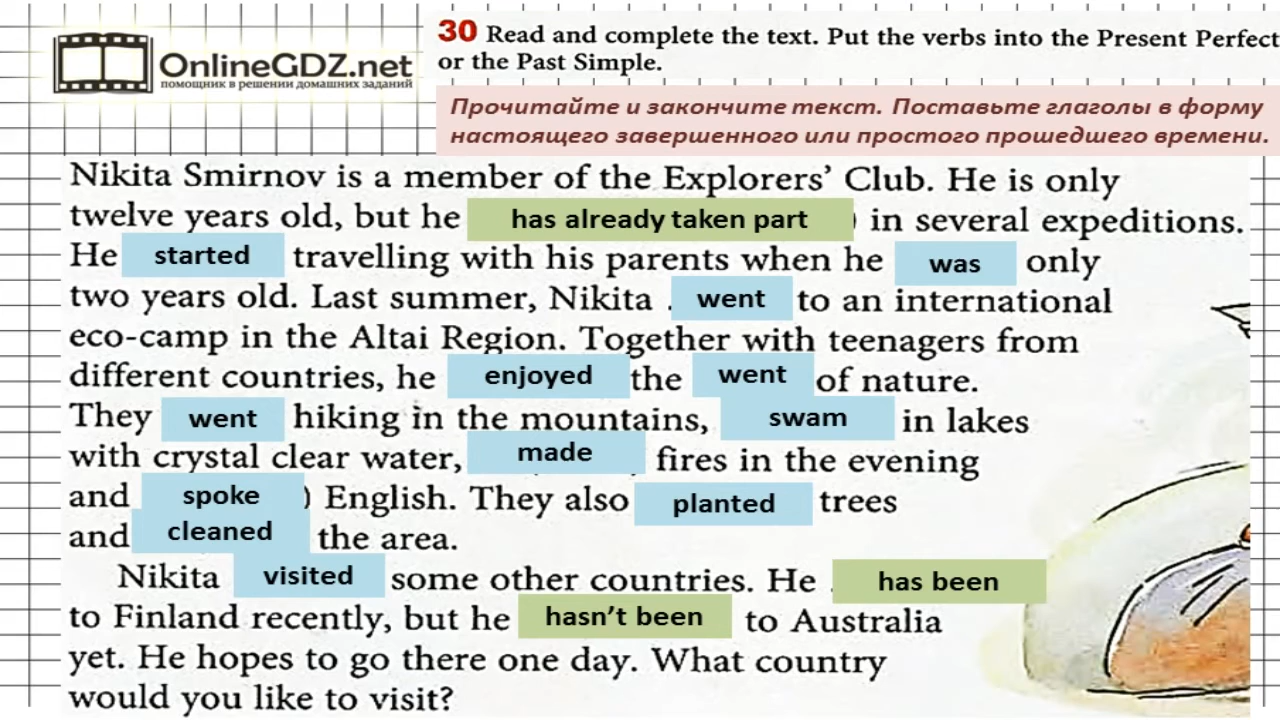 OnlineGDZ.net
помощник в решении домашних заданий
30 Read and complete the text. Put the verbs into the Present Perfect
or the Past Simple.
Прочитайте и закончите текст. Поставьте глаголы в форму
настоящего завершенного или простого прошедшего времени.
Nikita Smirnov is a member of the Explorers’ Club. He is only
twelve years old, but he has already taken part ) in several expeditions.
He started travelling with his parents when he was only
two years old. Last summer, Nikita . went to an international
eco-camp in the Altai Region. Together with teenagers from
different countries, he enjoyed the went of nature.
They went hiking in the mountains, swam in lakes
with crystal clear water, made fires in the evening
and spoke ) English. They also planted trees
and cleaned the area.
Nikita visited some other countries. He . has been
to Finland recently, but he hasn’t been to Australia
yet. He hopes to go there one day. What country
would you like to visit?